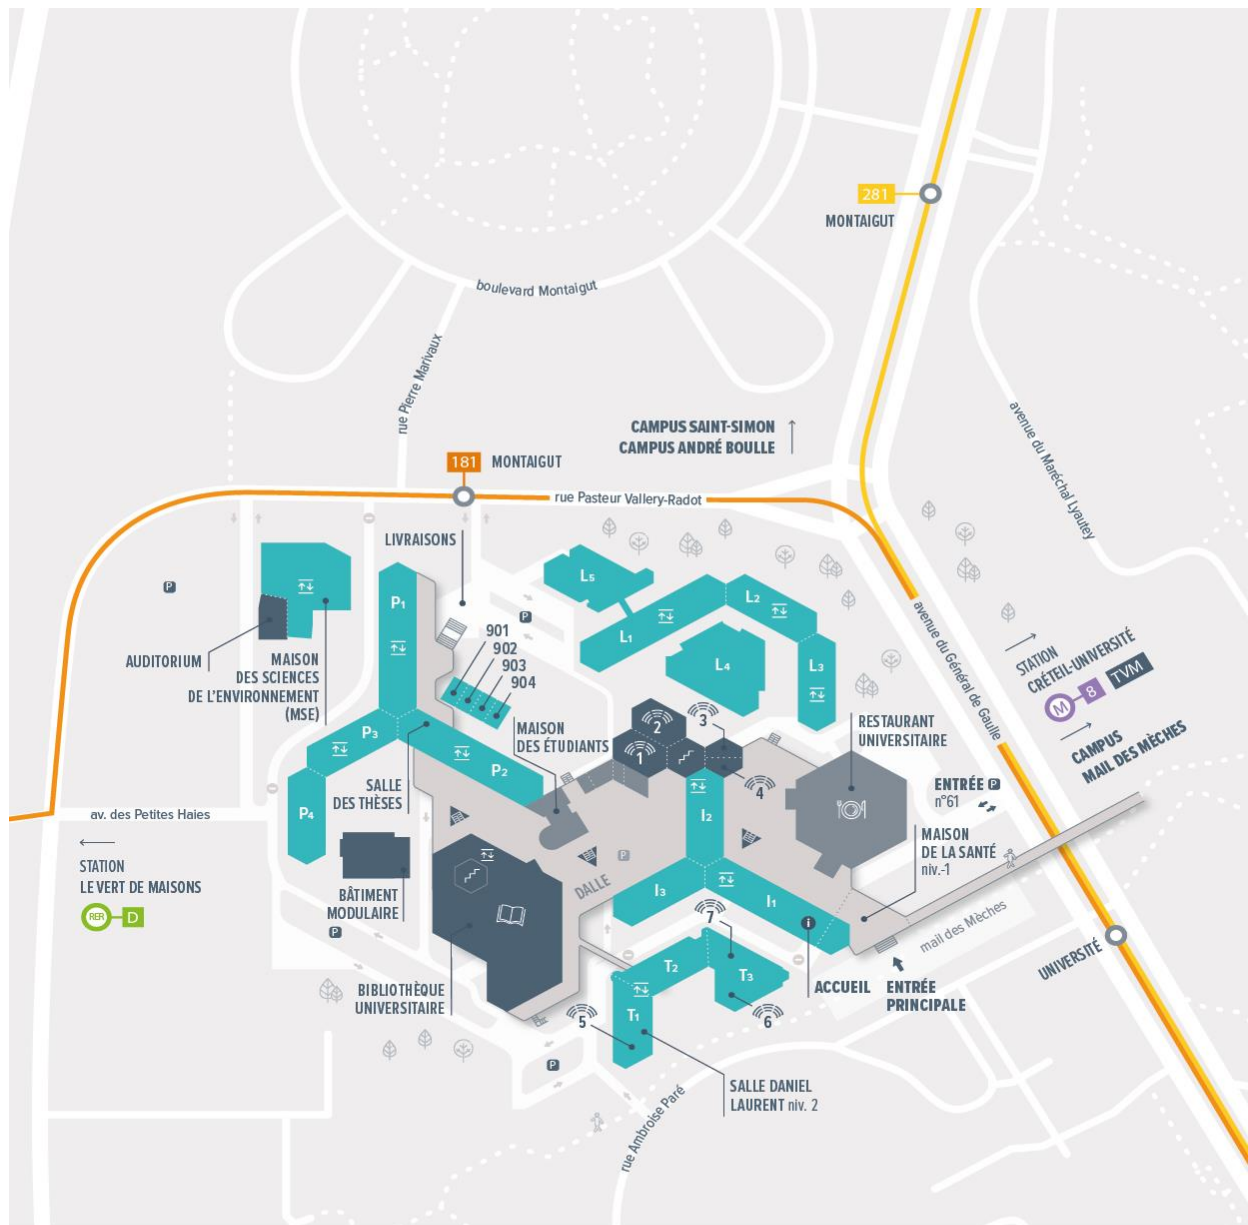 281
MONTAIGUT
boulevard Montaigut
rue Pierre Marivaux
avenue du Maréchal Lyautey
CAMPUS SAINT-SIMON
CAMPUS ANDRÉ BOULLE
181 MONTAIGUT
rue Pasteur Vallery-Radot
LIVRAISONS
P
P1
L5
L2
L1
L4
L3
P
901
902
903
904
AUDITORIUM
MAISON
DES SCIENCES
DE L'ENVIRONNEMENT
(MSE)
avenue du Général de Gaulle
STATION
CRÉTEIL-UNIVERSITÉ
M 8 TVM
CAMPUS
MAIL DES MÈCHES
P3
P2
P4
MAISON
DES ÉTUDIANTS
2
1
3
4
RESTAURANT
UNIVERSITAIRE
SALLE
DES THÈSES
ENTRÉE P
n°61
av. des Petites Haies
STATION
LE VERT DE MAISONS
RER D
I2
P
MAISON
DE LA SANTÉ
niv.-1
BÂTIMENT
MODULAIRE
P
DALLE
I3
I1
i
7
mail des Mèches
UNIVERSITÉ
T2
T3
T1
ACCUEIL
ENTRÉE
PRINCIPALE
BIBLIOTHÈQUE
UNIVERSITAIRE
5
6
P
SALLE DANIEL
LAURENT niv. 2
rue Ambroise Paré